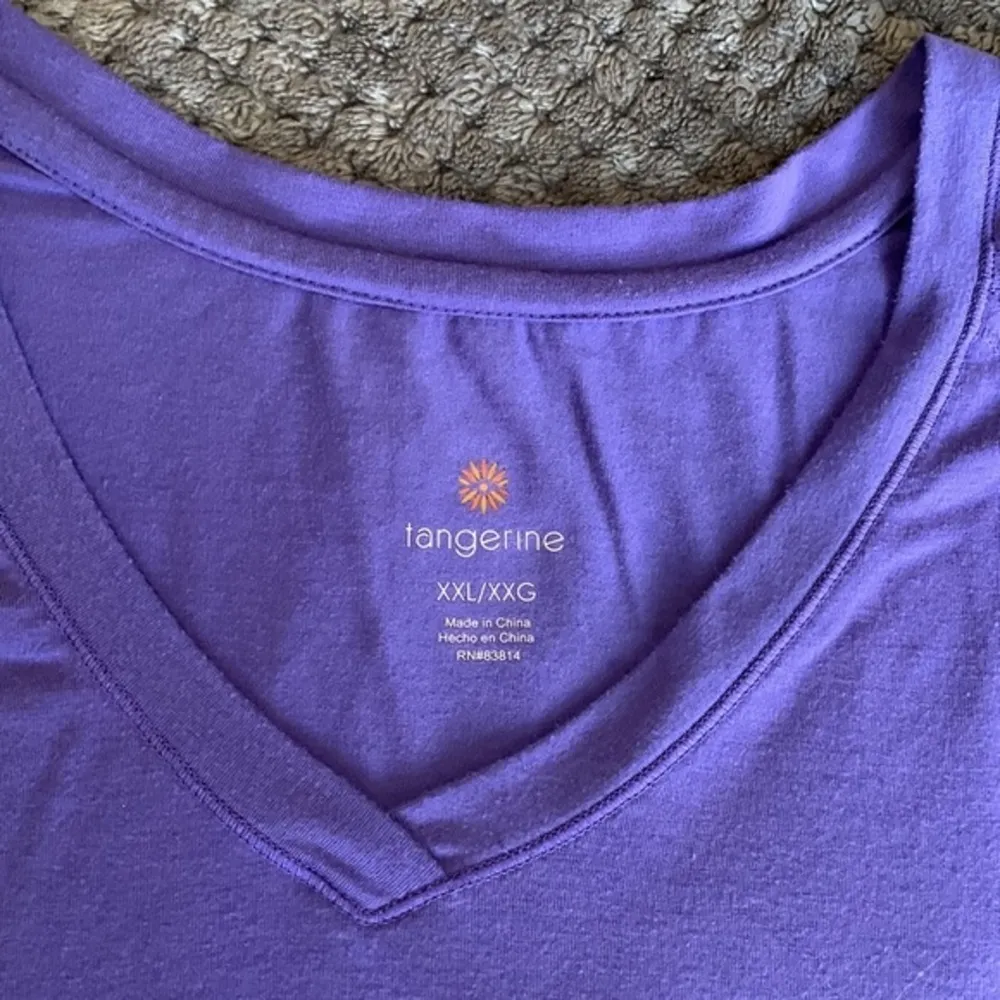 tangerine
XXL/XXG
Made in China
Hecho en China
RN#83814